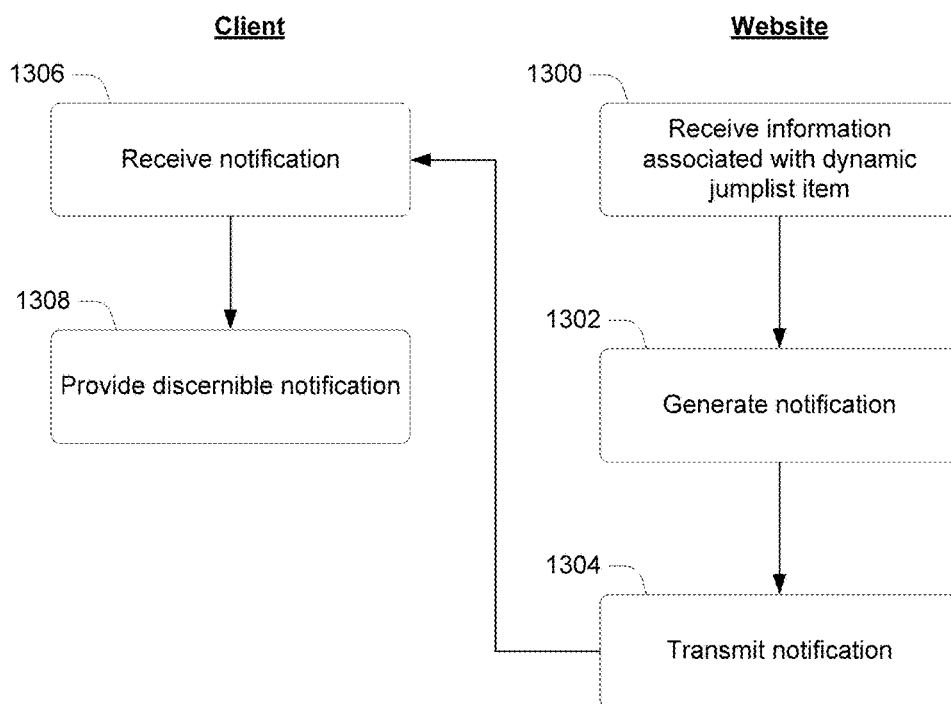 Client
Website
1306
1300
Receive notification
Receive information
associated with dynamic
jumplist item
1308
1302
Provide discernible notification
Generate notification
1304
Transmit notification